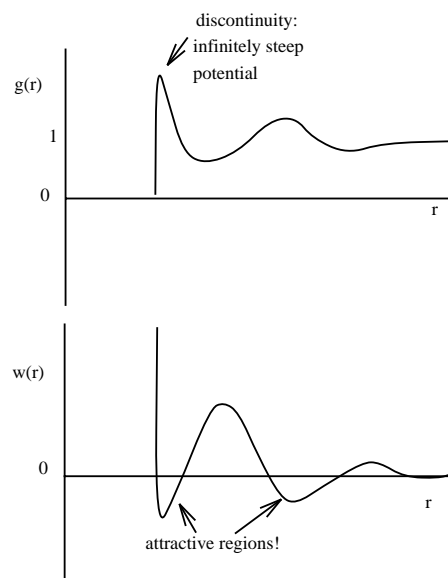 discontinuity:
infinitely steep
potential
g(r)
1
0
r
w(r)
0
r
attractive regions!